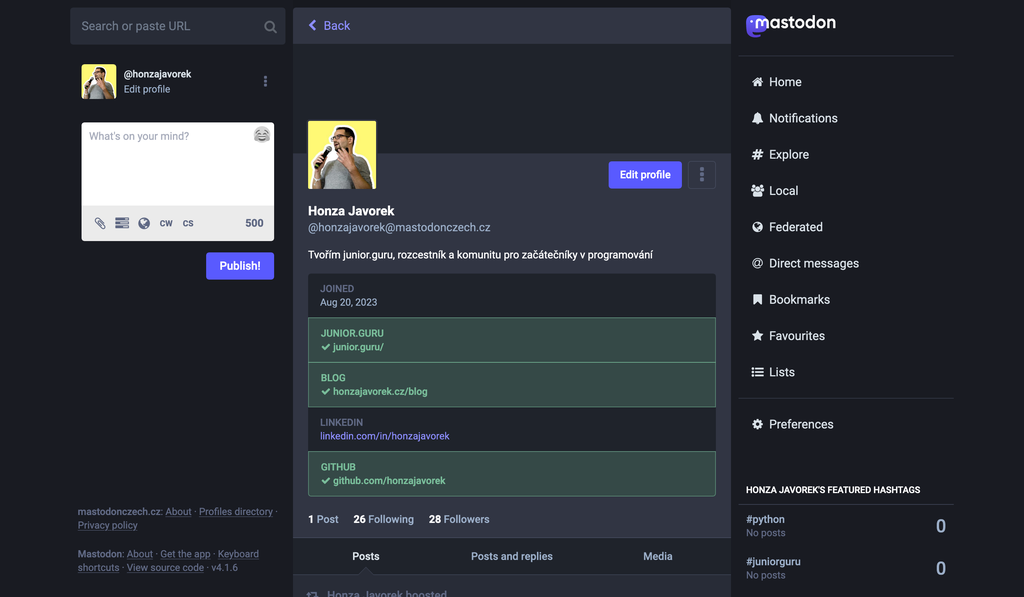 Search or paste URL
@honzajavorek
Edit profile
What's on your mind?
CW CS 500
Publish!
mastodonczech.cz: About · Profiles directory ·
Privacy policy
Mastodon: About · Get the app · Keyboard
shortcuts · View source code · v4.1.6
Back
Edit profile
Honza Javorek
@honzajavorek@mastodonczech.cz
Tvořím junior.guru, rozcestník a komunitu pro začátečníky v programování
JOINED
Aug 20, 2023
JUNIOR.GURU
junior.guru/
BLOG
honzajavorek.cz/blog
LINKEDIN
linkedin.com/in/honzajavorek
GITHUB
github.com/honzajavorek
1 Post 26 Following 28 Followers
Posts Posts and replies Media
Honza Javorek boosted
mastodon
Home
Notifications
Explore
Local
Federated
Direct messages
Bookmarks
Favourites
Lists
Preferences
HONZA JAVOREK'S FEATURED HASHTAGS
#python
No posts
0
#juniorguru
No posts
0